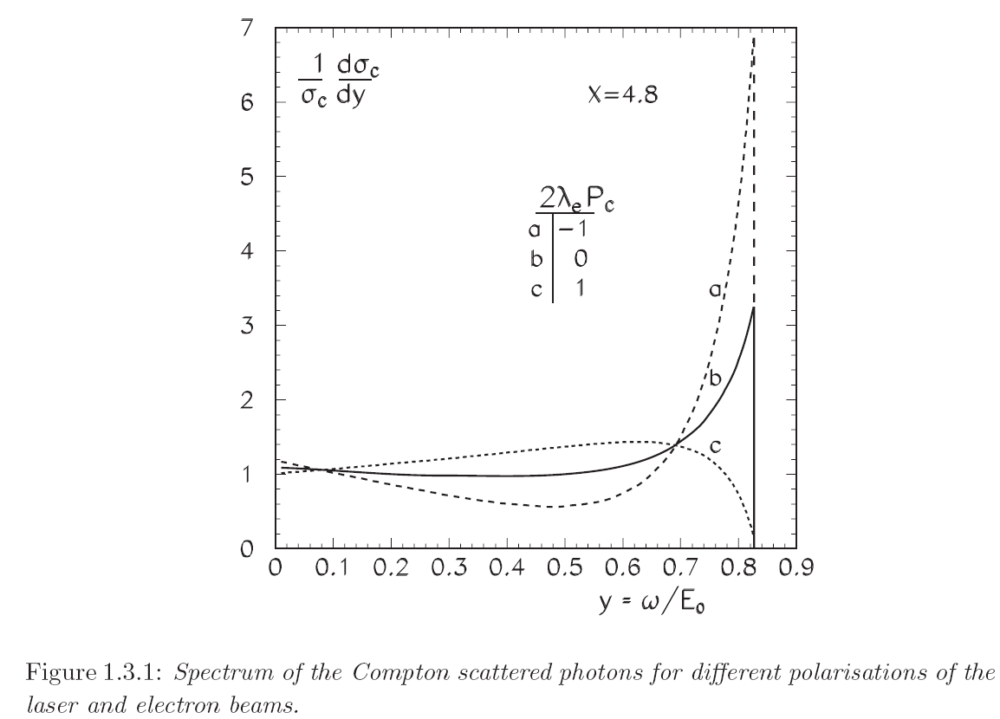 7
1 dσc
σc dy
X=4.8
6
5
2λePc
a −1
b 0
c 1
4
a
3
b
2
c
1
0
0 0.1 0.2 0.3 0.4 0.5 0.6 0.7 0.8 0.9
y = ω/E₀
Figure 1.3.1: Spectrum of the Compton scattered photons for different polarisations of the
laser and electron beams.